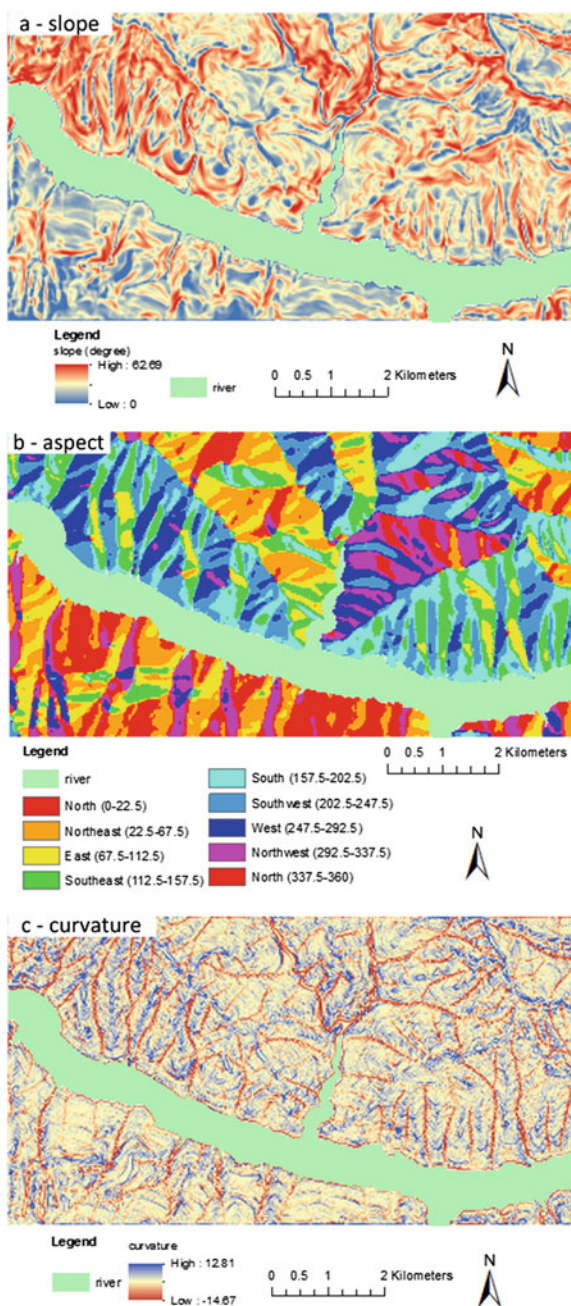 a - slope
Legend
slope (degree)
High : 62.69
Low : 0
river
0 0.5 1 2 Kilometers
N
b - aspect
Legend
river
North (0-22.5)
Northeast (22.5-67.5)
East (67.5-112.5)
Southeast (112.5-157.5)
South (157.5-202.5)
Southwest (202.5-247.5)
West (247.5-292.5)
Northwest (292.5-337.5)
North (337.5-360)
0 0.5 1 2 Kilometers
N
c - curvature
Legend
river
curvature
High : 12.81
Low : -14.67
0 0.5 1 2 Kilometers
N